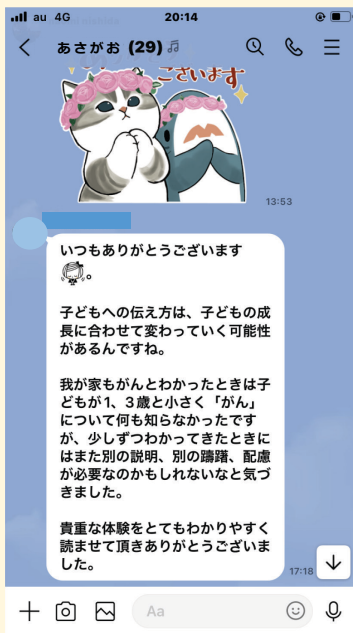 au 4G 20:14
あさがお (29)
ございます
13:53
いつもありがとうございます
。
子どもへの伝え方は、子どもの成
長に合わせて変わっていく可能性
があるんですね。
我が家もがんとわかったときは子
どもが1、3歳と小さく「がん」
について何も知らなかったです
が、少しずつわかってきたときに
はまた別の説明、別の躊躇、配慮
が必要なのかもしれないなと気づ
きました。
貴重な体験をとてもわかりやすく
読ませて頂きありがとうございま
した。
17:18
Aa